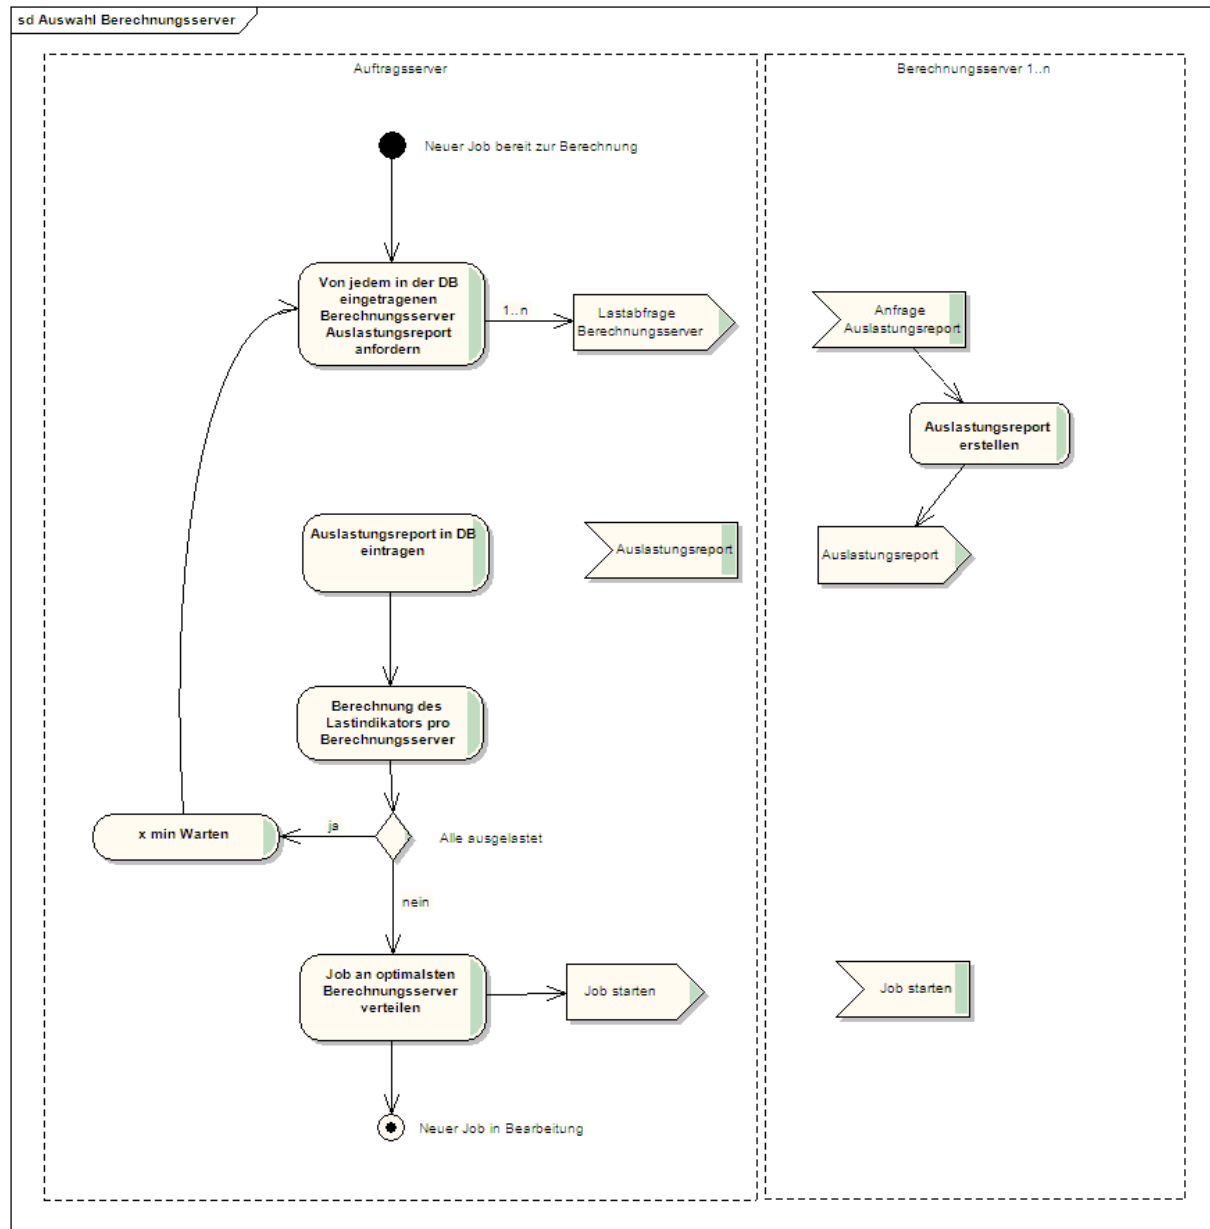 sd Auswahl Berechnungsserver
Auftragsserver
Berechnungsserver 1..n
Neuer Job bereit zur Berechnung
Von jedem in der DB
eingetragenen
Berechnungsserver
Auslastungsreport
anfordern
1..n
Lastabfrage
Berechnungsserver
Anfrage
Auslastungsreport
Auslastungsreport
erstellen
Auslastungsreport in DB
eintragen
Auslastungsreport
Auslastungsreport
Berechnung des
Lastindikators pro
Berechnungsserver
x min Warten
ja
Alle ausgelastet
nein
Job an optimalsten
Berechnungsserver
verteilen
Job starten
Job starten
Neuer Job in Bearbeitung